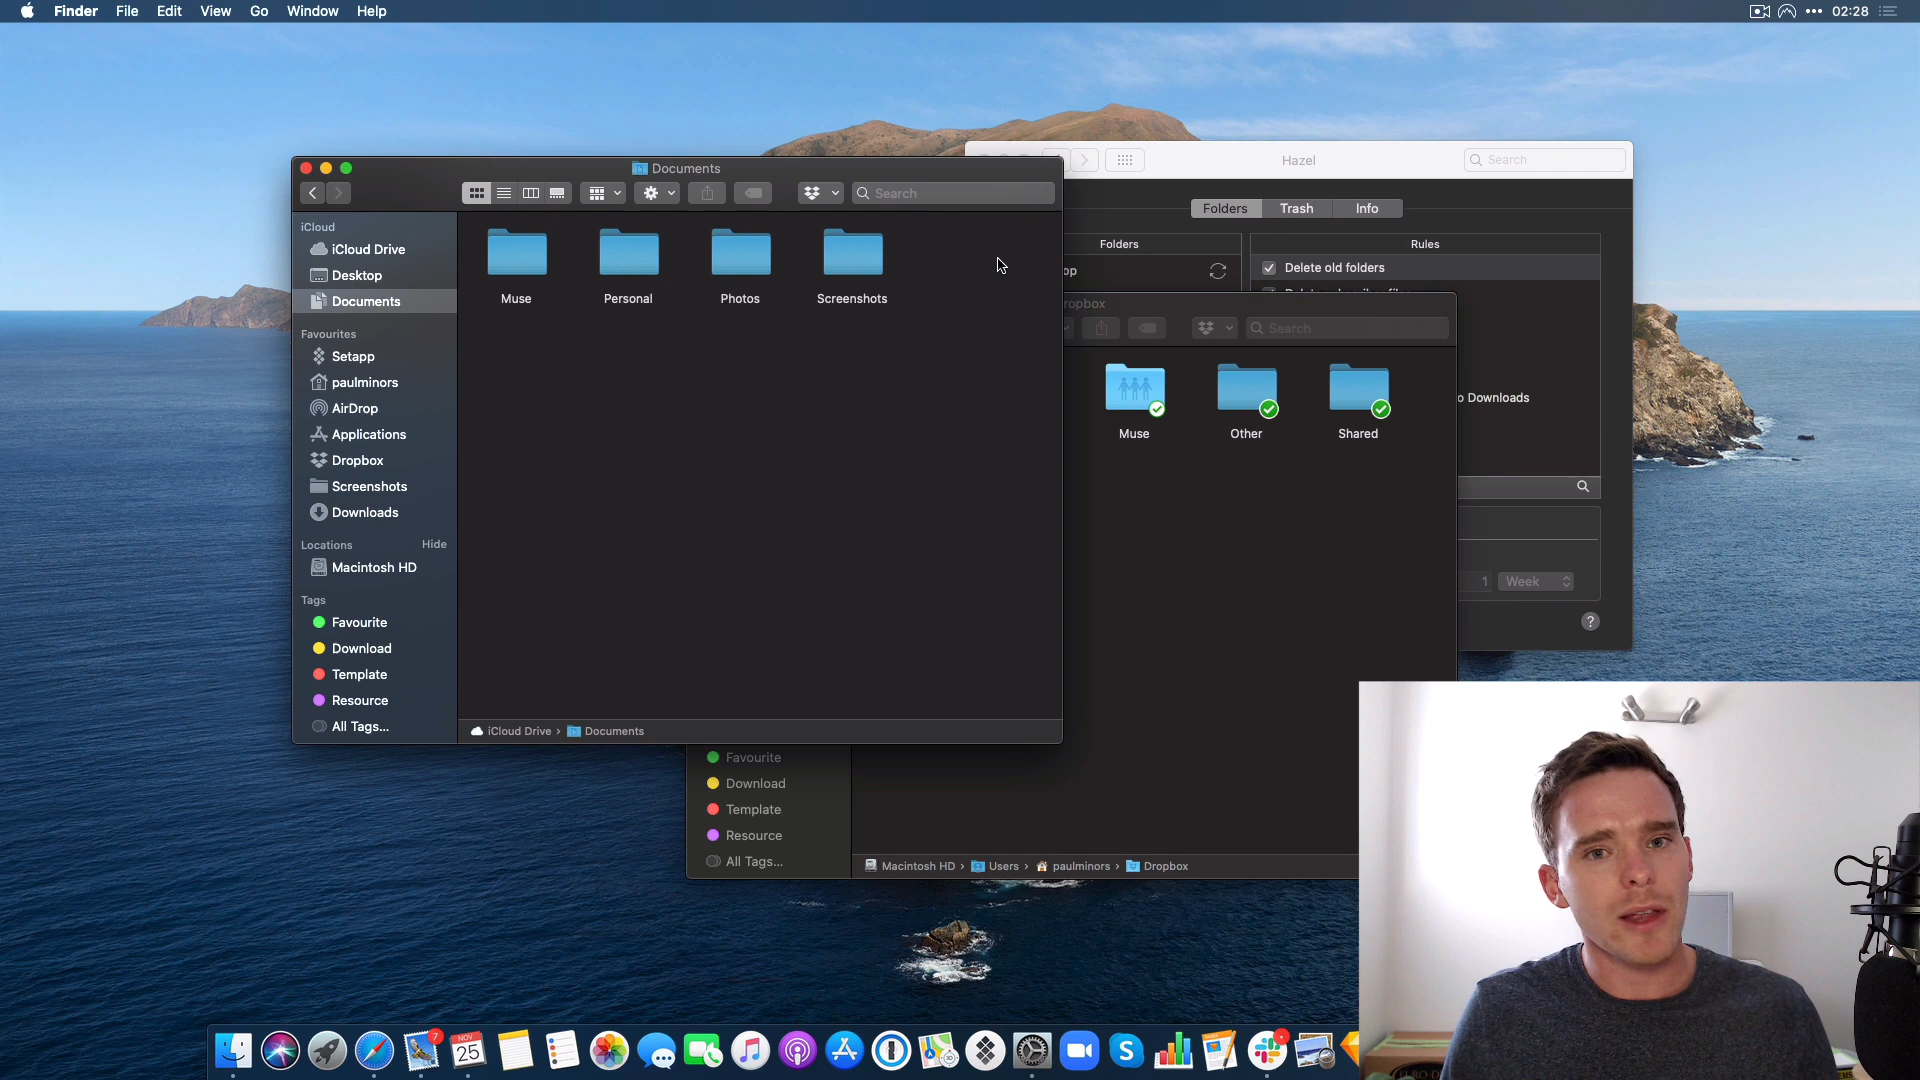 Finder File Edit View Go Window Help
02:28
Documents
Search
iCloud
iCloud Drive
Desktop
Documents
Favourites
Setapp
paulminors
AirDrop
Applications
Dropbox
Screenshots
Downloads
Locations Hide
Macintosh HD
Tags
Favourite
Download
Template
Resource
All Tags...
Muse Personal Photos Screenshots
iCloud Drive › Documents
Hazel
Search
Folders Trash Info
Folders
Rules
Delete old folders
Downloads
1 Week
?
Search
Muse Other Shared
Favourite
Download
Template
Resource
All Tags...
Macintosh HD › Users › paulminors › Dropbox
7
NOV
25